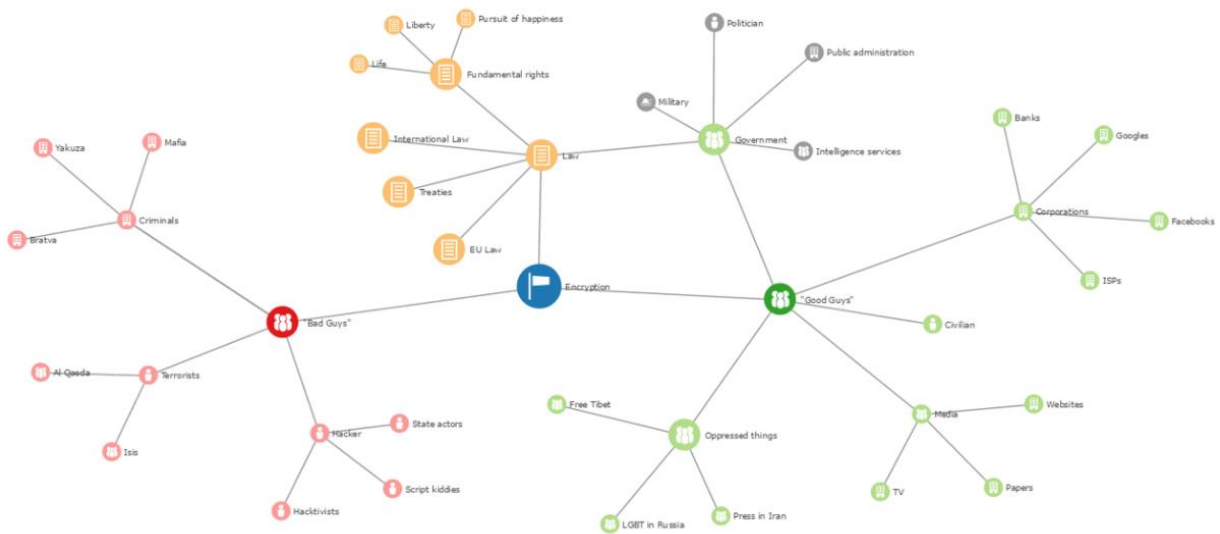 Politician
Pursuit of happiness
Liberty
Public administration
Life
Fundamental rights
Military
Banks
Googles
International Law
Government
Mafia
Yakuza
Law
Intelligence services
Treaties
Corporations
Facebooks
Criminals
Bratva
EU Law
ISPs
Encryption
"Good Guys"
"Bad Guys"
Civilian
Al Qaeda
Terrorists
Free Tibet
Websites
Media
State actors
Hacker
Oppressed things
Isis
Script kiddies
TV
Papers
Hacktivists
Press in Iran
LGBT in Russia